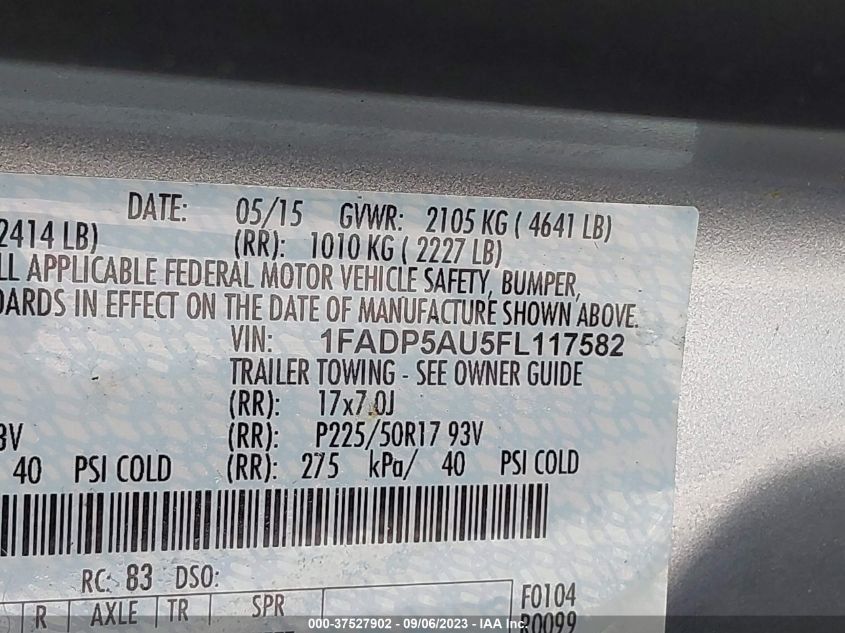 DATE: 05/15 GVWR: 2105 KG ( 4641 LB)
2414 LB) (RR): 1010 KG ( 2227 LB)
LL APPLICABLE FEDERAL MOTOR VEHICLE SAFETY, BUMPER,
DARDS IN EFFECT ON THE DATE OF MANUFACTURE SHOWN ABOVE.
VIN: 1FADP5AU5FL117582
TRAILER TOWING - SEE OWNER GUIDE
(RR): 17x7.0J
3V (RR): P225/50R17 93V
40 PSI COLD (RR): 275 kPa/ 40 PSI COLD
RC: 83 DSO:
R AXLE TR SPR F0104
R0099
000-37527902 - 09/06/2023 - IAAI Inc.